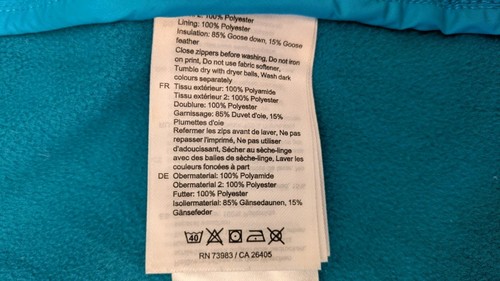 2: 100% Polyester
Lining: 100% Polyester
Insulation: 85% Goose down, 15% Goose
feather
Close zippers before washing, Do not iron
on print, Do not use fabric softener,
Tumble dry with dryer balls, Wash dark
colours separately
FR Tissu extérieur: 100% Polyamide
Tissu extérieur 2: 100% Polyester
Doublure: 100% Polyester
Garnissage: 85% Duvet d'oie, 15%
Plumettes d'oie
Refermer les zips avant de laver, Ne pas
repasser l'imprimé, Ne pas utiliser
d'adoucissant, Sécher au sèche-linge
avec des balles de sèche-linge, Laver les
couleurs foncées à part
DE Obermaterial: 100% Polyamide
Obermaterial 2: 100% Polyester
Futter: 100% Polyester
Isoliermaterial: 85% Gänsedaunen, 15%
Gänsefeder
40
RN 73983 / CA 26405